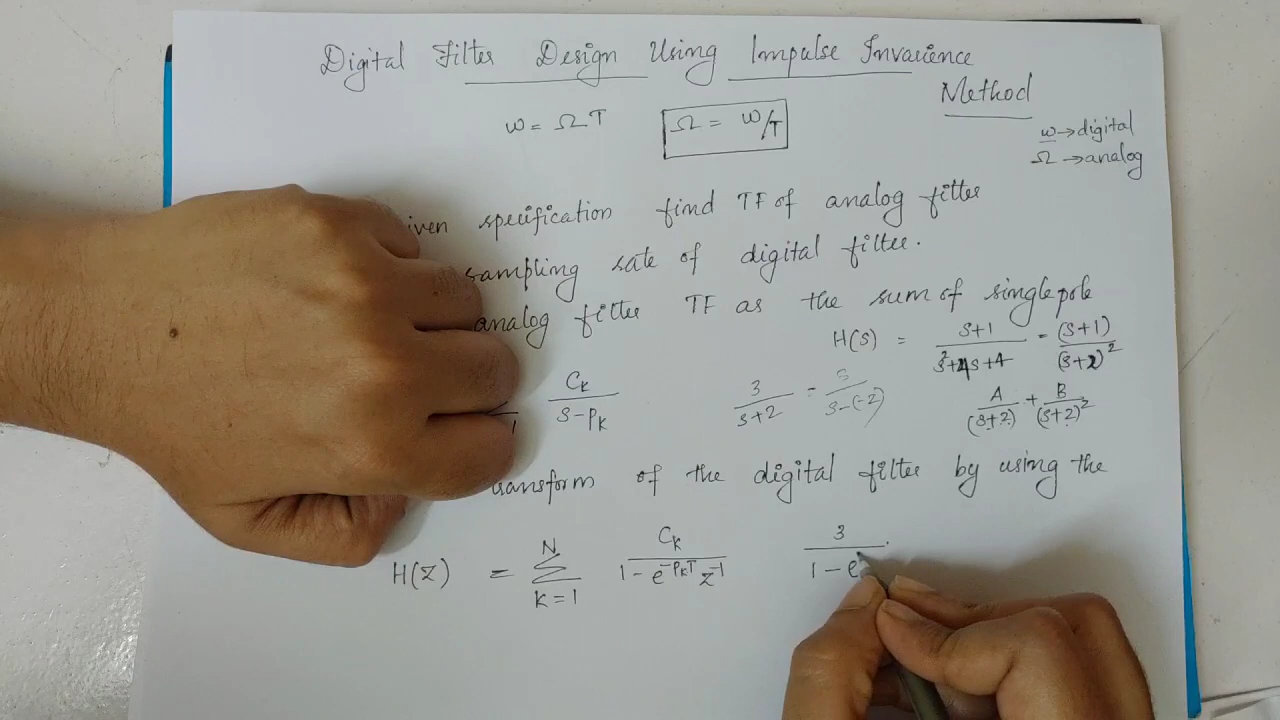 Digital Filter Design Using Impulse Invarience
Method
ω = ΩT Ω = ω/T
ω → digital
Ω → analog
iven specification find TF of analog filter
sampling rate of digital filter.
analog filter TF as the sum of single pole
H(s) = s+1 / s²+4s+4 = (s+1) / (s+2)²
Ck / s-pk 3 / s+2 = 3 / s-(-2) A / (s+2) + B / (s+2)²
ransform of the digital filter by using the
H(z) = N Σ k=1 Ck / 1 - e^-pkT z^-1 3 / 1 - e